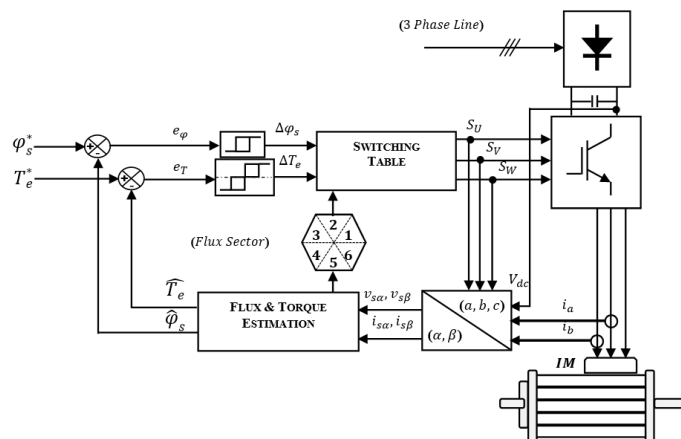 (3 Phase Line)
φ*s
eφ
Δφs
SWITCHING
TABLE
SU
SV
SW
T*e
eT
ΔTe
(Flux Sector)
2
3 1
4 6
5
T̂e
φ̂s
FLUX & TORQUE
ESTIMATION
vsα, vsβ
isα, isβ
(a, b, c)
(α, β)
Vdc
ia
ib
IM